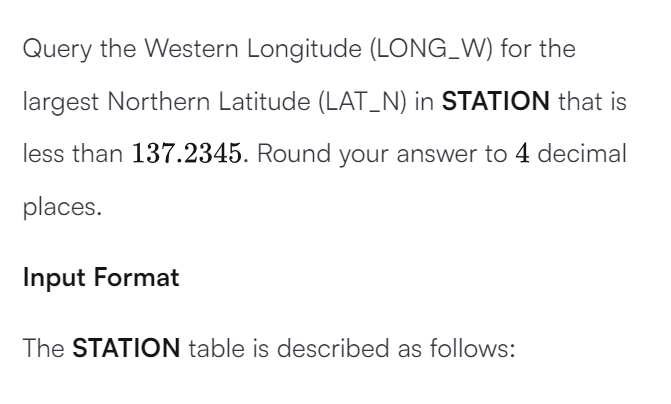 Query the Western Longitude (LONG_W) for the
largest Northern Latitude (LAT_N) in STATION that is
less than 137.2345. Round your answer to 4 decimal
places.
Input Format
The STATION table is described as follows: